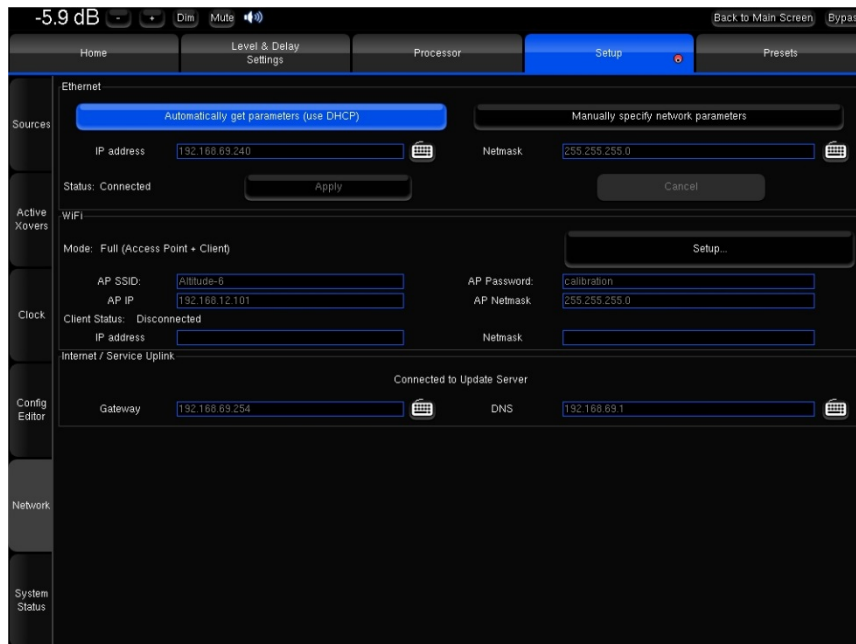 -5.9 dB - + Dim Mute Back to Main Screen Bypas
Home Level & Delay Settings Processor Setup Presets
Ethernet
Sources
Automatically get parameters (use DHCP) Manually specify network parameters
IP address 192.168.69.240 Netmask 255.255.255.0
Status: Connected Apply Cancel
Active Xovers
WiFi
Mode: Full (Access Point + Client) Setup...
AP SSID: Altitude-6 AP Password: calibration
AP IP 192.168.12.101 AP Netmask 255.255.255.0
Clock
Client Status: Disconnected
IP address Netmask
Internet / Service Uplink
Connected to Update Server
Config Editor
Gateway 192.168.69.254 DNS 192.168.69.1
Network
System Status